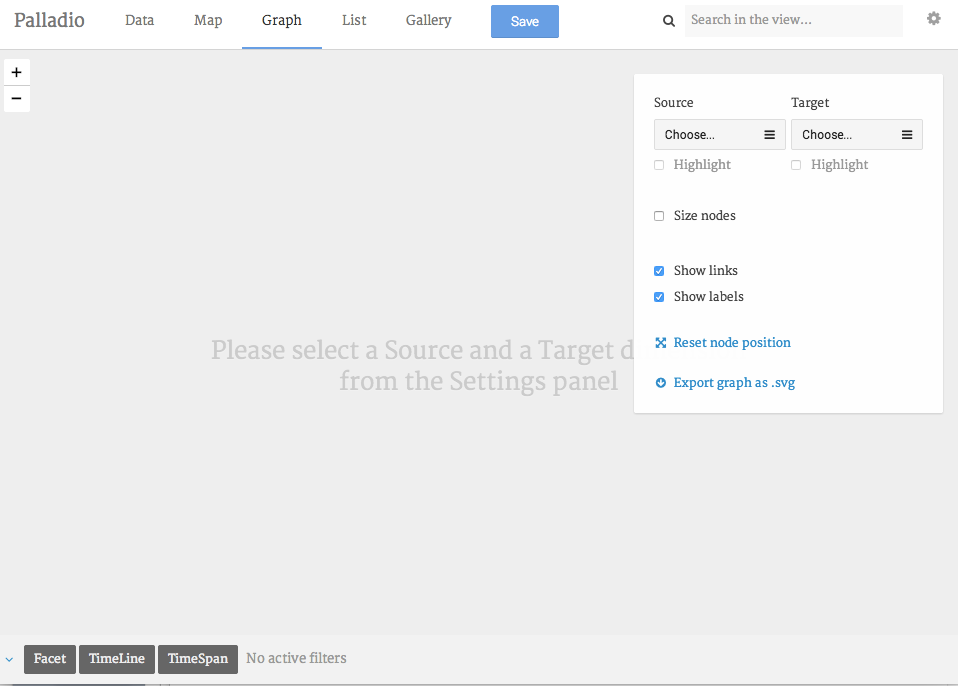 Palladio Data Map Graph List Gallery Save Search in the view...
+
−
Source Target
Choose... Choose...
Highlight Highlight
Size nodes
Show links
Show labels
Please select a Source and a Target d
from the Settings panel
Reset node position
Export graph as .svg
Facet TimeLine TimeSpan No active filters